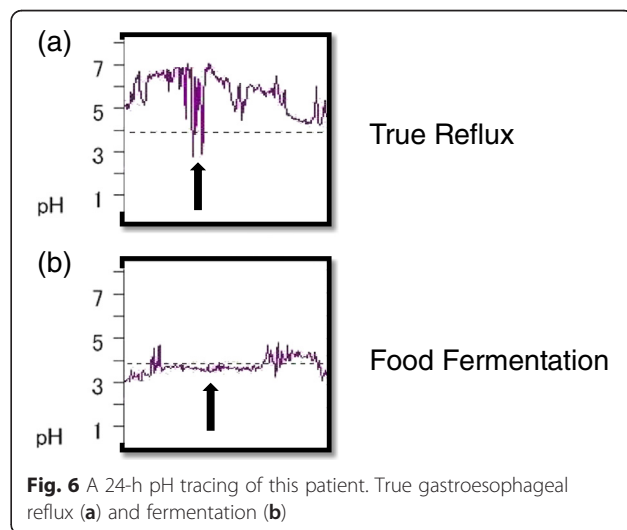 (a)
7
5
3
1
pH
True Reflux
(b)
7
5
3
1
pH
Food Fermentation
Fig. 6 A 24-h pH tracing of this patient. True gastroesophageal
reflux (a) and fermentation (b)